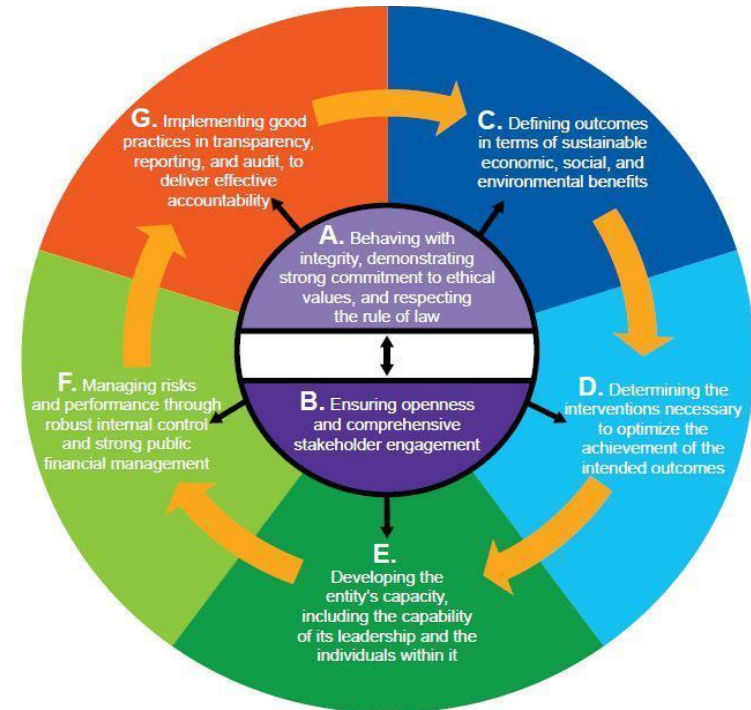 G. Implementing good
practices in transparency,
reporting, and audit, to
deliver effective
accountability
C. Defining outcomes
in terms of sustainable
economic, social, and
environmental benefits
A. Behaving with
integrity, demonstrating
strong commitment to ethical
values, and respecting
the rule of law
F. Managing risks
and performance through
robust internal control
and strong public
financial management
B. Ensuring openness
and comprehensive
stakeholder engagement
D. Determining the
interventions necessary
to optimize the
achievement of the
intended outcomes
E.
Developing the
entity's capacity,
including the capability
of its leadership and the
individuals within it